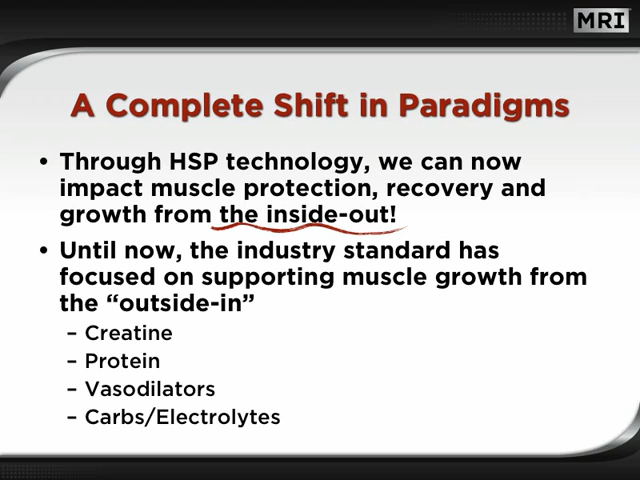 MRI
A Complete Shift in Paradigms
• Through HSP technology, we can now
impact muscle protection, recovery and
growth from the inside-out!
• Until now, the industry standard has
focused on supporting muscle growth from
the “outside-in”
– Creatine
– Protein
– Vasodilators
– Carbs/Electrolytes